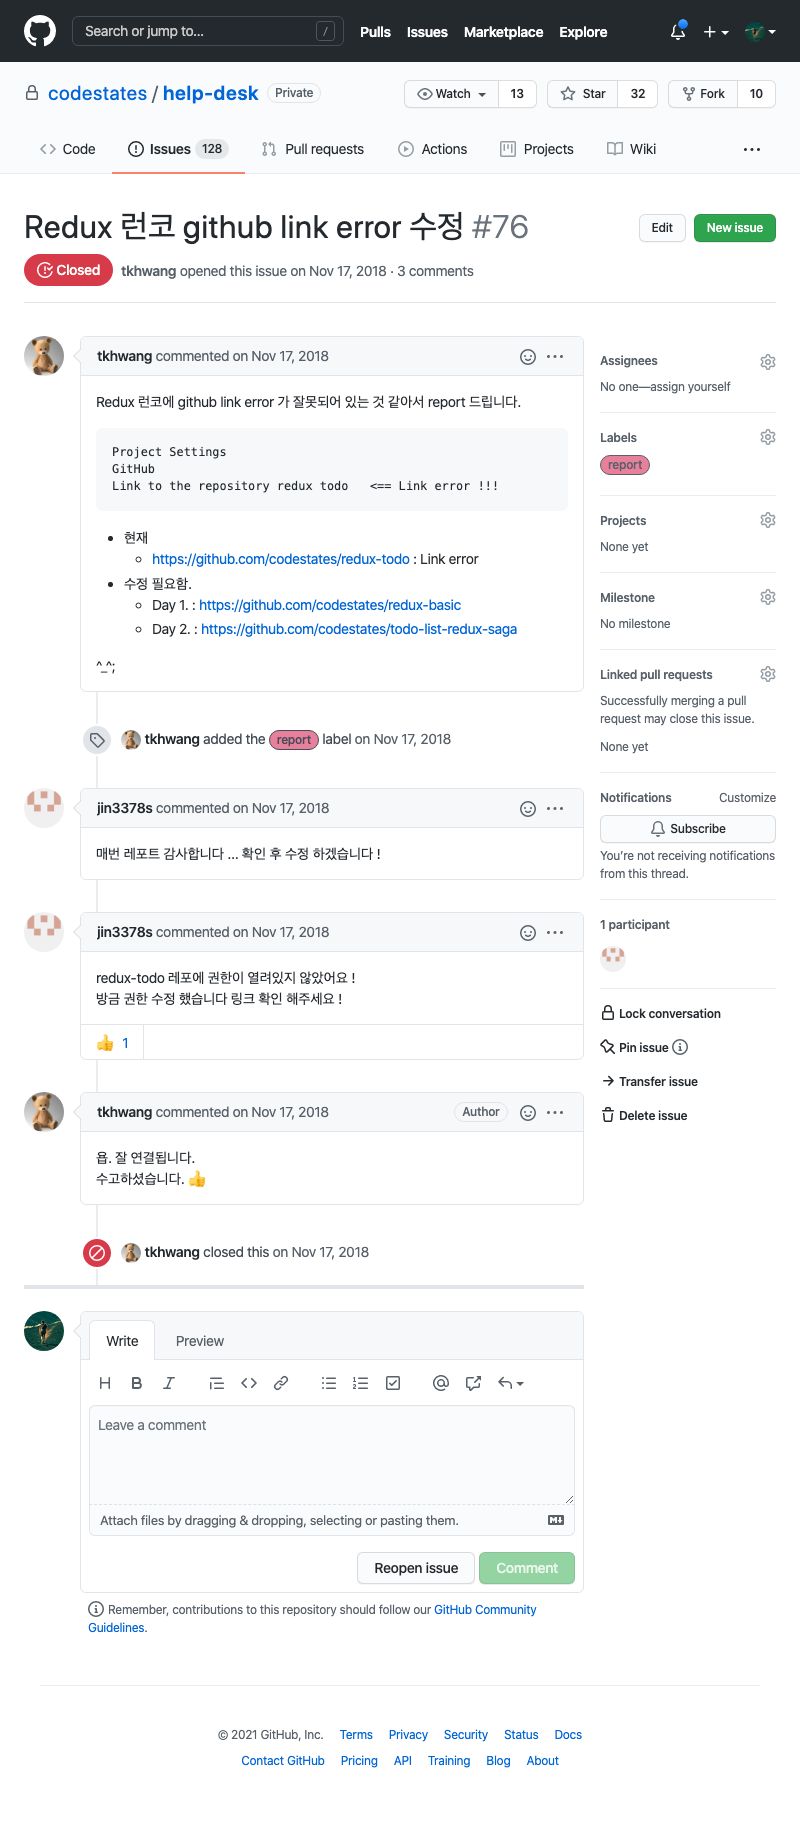 Search or jump to... /
Pulls Issues Marketplace Explore
codestates / help-desk Private
Watch 13 Star 32 Fork 10
Code Issues 128 Pull requests Actions Projects Wiki ...
Redux 런코 github link error 수정 #76
Edit New issue
Closed tkhwang opened this issue on Nov 17, 2018 · 3 comments
tkhwang commented on Nov 17, 2018
Redux 런코에 github link error 가 잘못되어 있는 것 같아서 report 드립니다.
Project Settings
GitHub
Link to the repository redux todo <== Link error !!!
• 현재
◦ https://github.com/codestates/redux-todo : Link error
• 수정 필요함.
◦ Day 1. : https://github.com/codestates/redux-basic
◦ Day 2. : https://github.com/codestates/todo-list-redux-saga
^_^;
tkhwang added the report label on Nov 17, 2018
jin3378s commented on Nov 17, 2018
매번 레포트 감사합니다 ... 확인 후 수정 하겠습니다 !
jin3378s commented on Nov 17, 2018
redux-todo 레포에 권한이 열려있지 않았어요 !
방금 권한 수정 했습니다 링크 확인 해주세요 !
👍 1
tkhwang commented on Nov 17, 2018 Author
욥. 잘 연결됩니다.
수고하셨습니다. 👍
tkhwang closed this on Nov 17, 2018
Write Preview
H B I
Leave a comment
Attach files by dragging & dropping, selecting or pasting them.
Reopen issue Comment
Remember, contributions to this repository should follow our GitHub Community
Guidelines.
Assignees
No one—assign yourself
Labels
report
Projects
None yet
Milestone
No milestone
Linked pull requests
Successfully merging a pull
request may close this issue.
None yet
Notifications Customize
Subscribe
You're not receiving notifications
from this thread.
1 participant
Lock conversation
Pin issue
Transfer issue
Delete issue
© 2021 GitHub, Inc. Terms Privacy Security Status Docs
Contact GitHub Pricing API Training Blog About